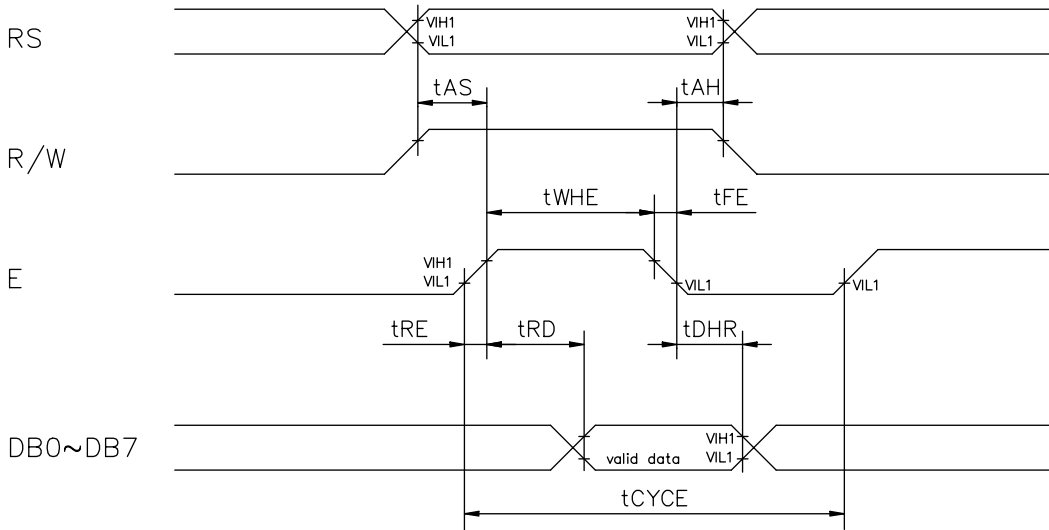 RS
VIH1
VIL1
VIH1
VIL1
tAS
tAH
R/W
tWHE
tFE
E
VIH1
VIL1
VIL1
VIL1
tRE
tRD
tDHR
DB0~DB7
VIH1
valid data
VIL1
tCYCE